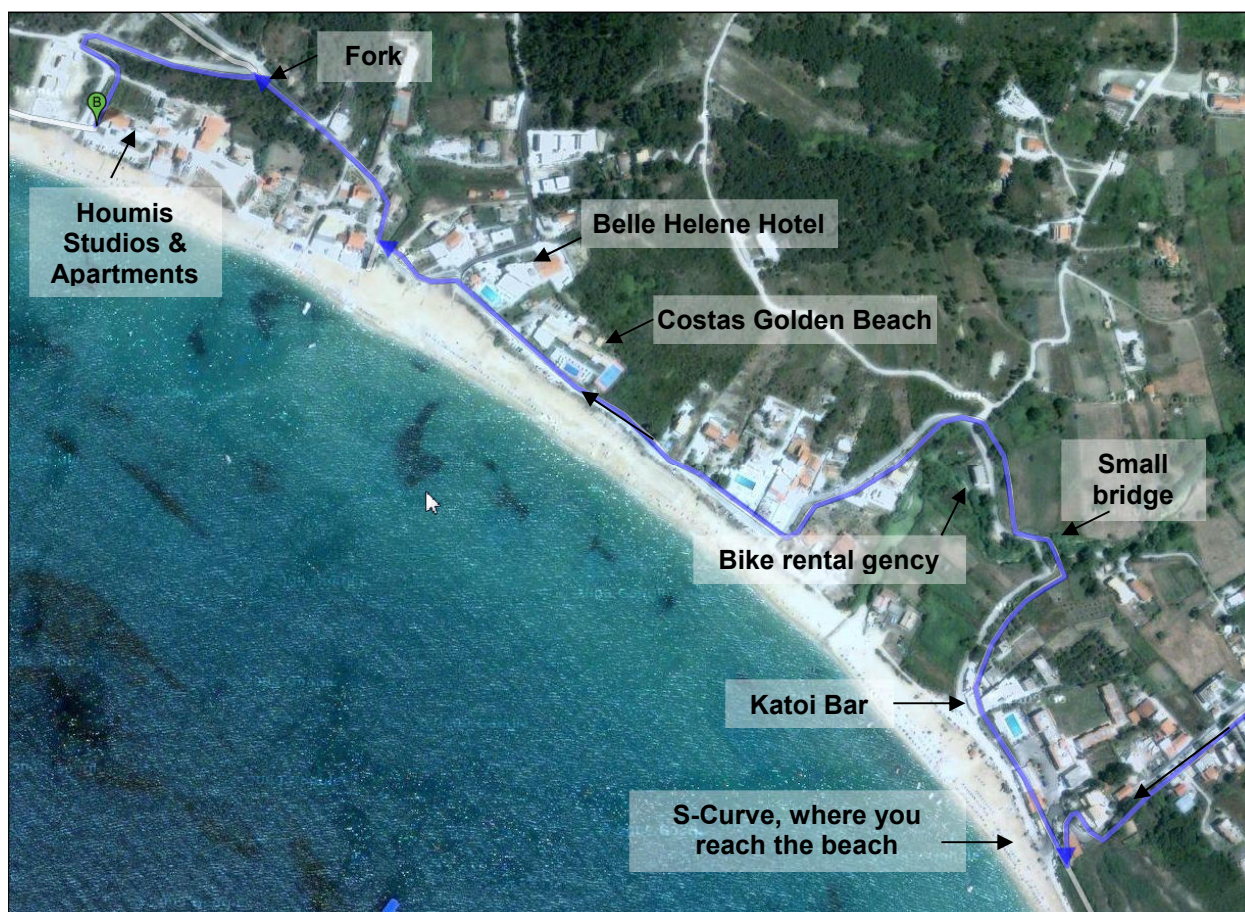 Fork
B
Houmis
Studios &
Apartments
Belle Helene Hotel
Costas Golden Beach
Small
bridge
Bike rental gency
Katoi Bar
S-Curve, where you
reach the beach